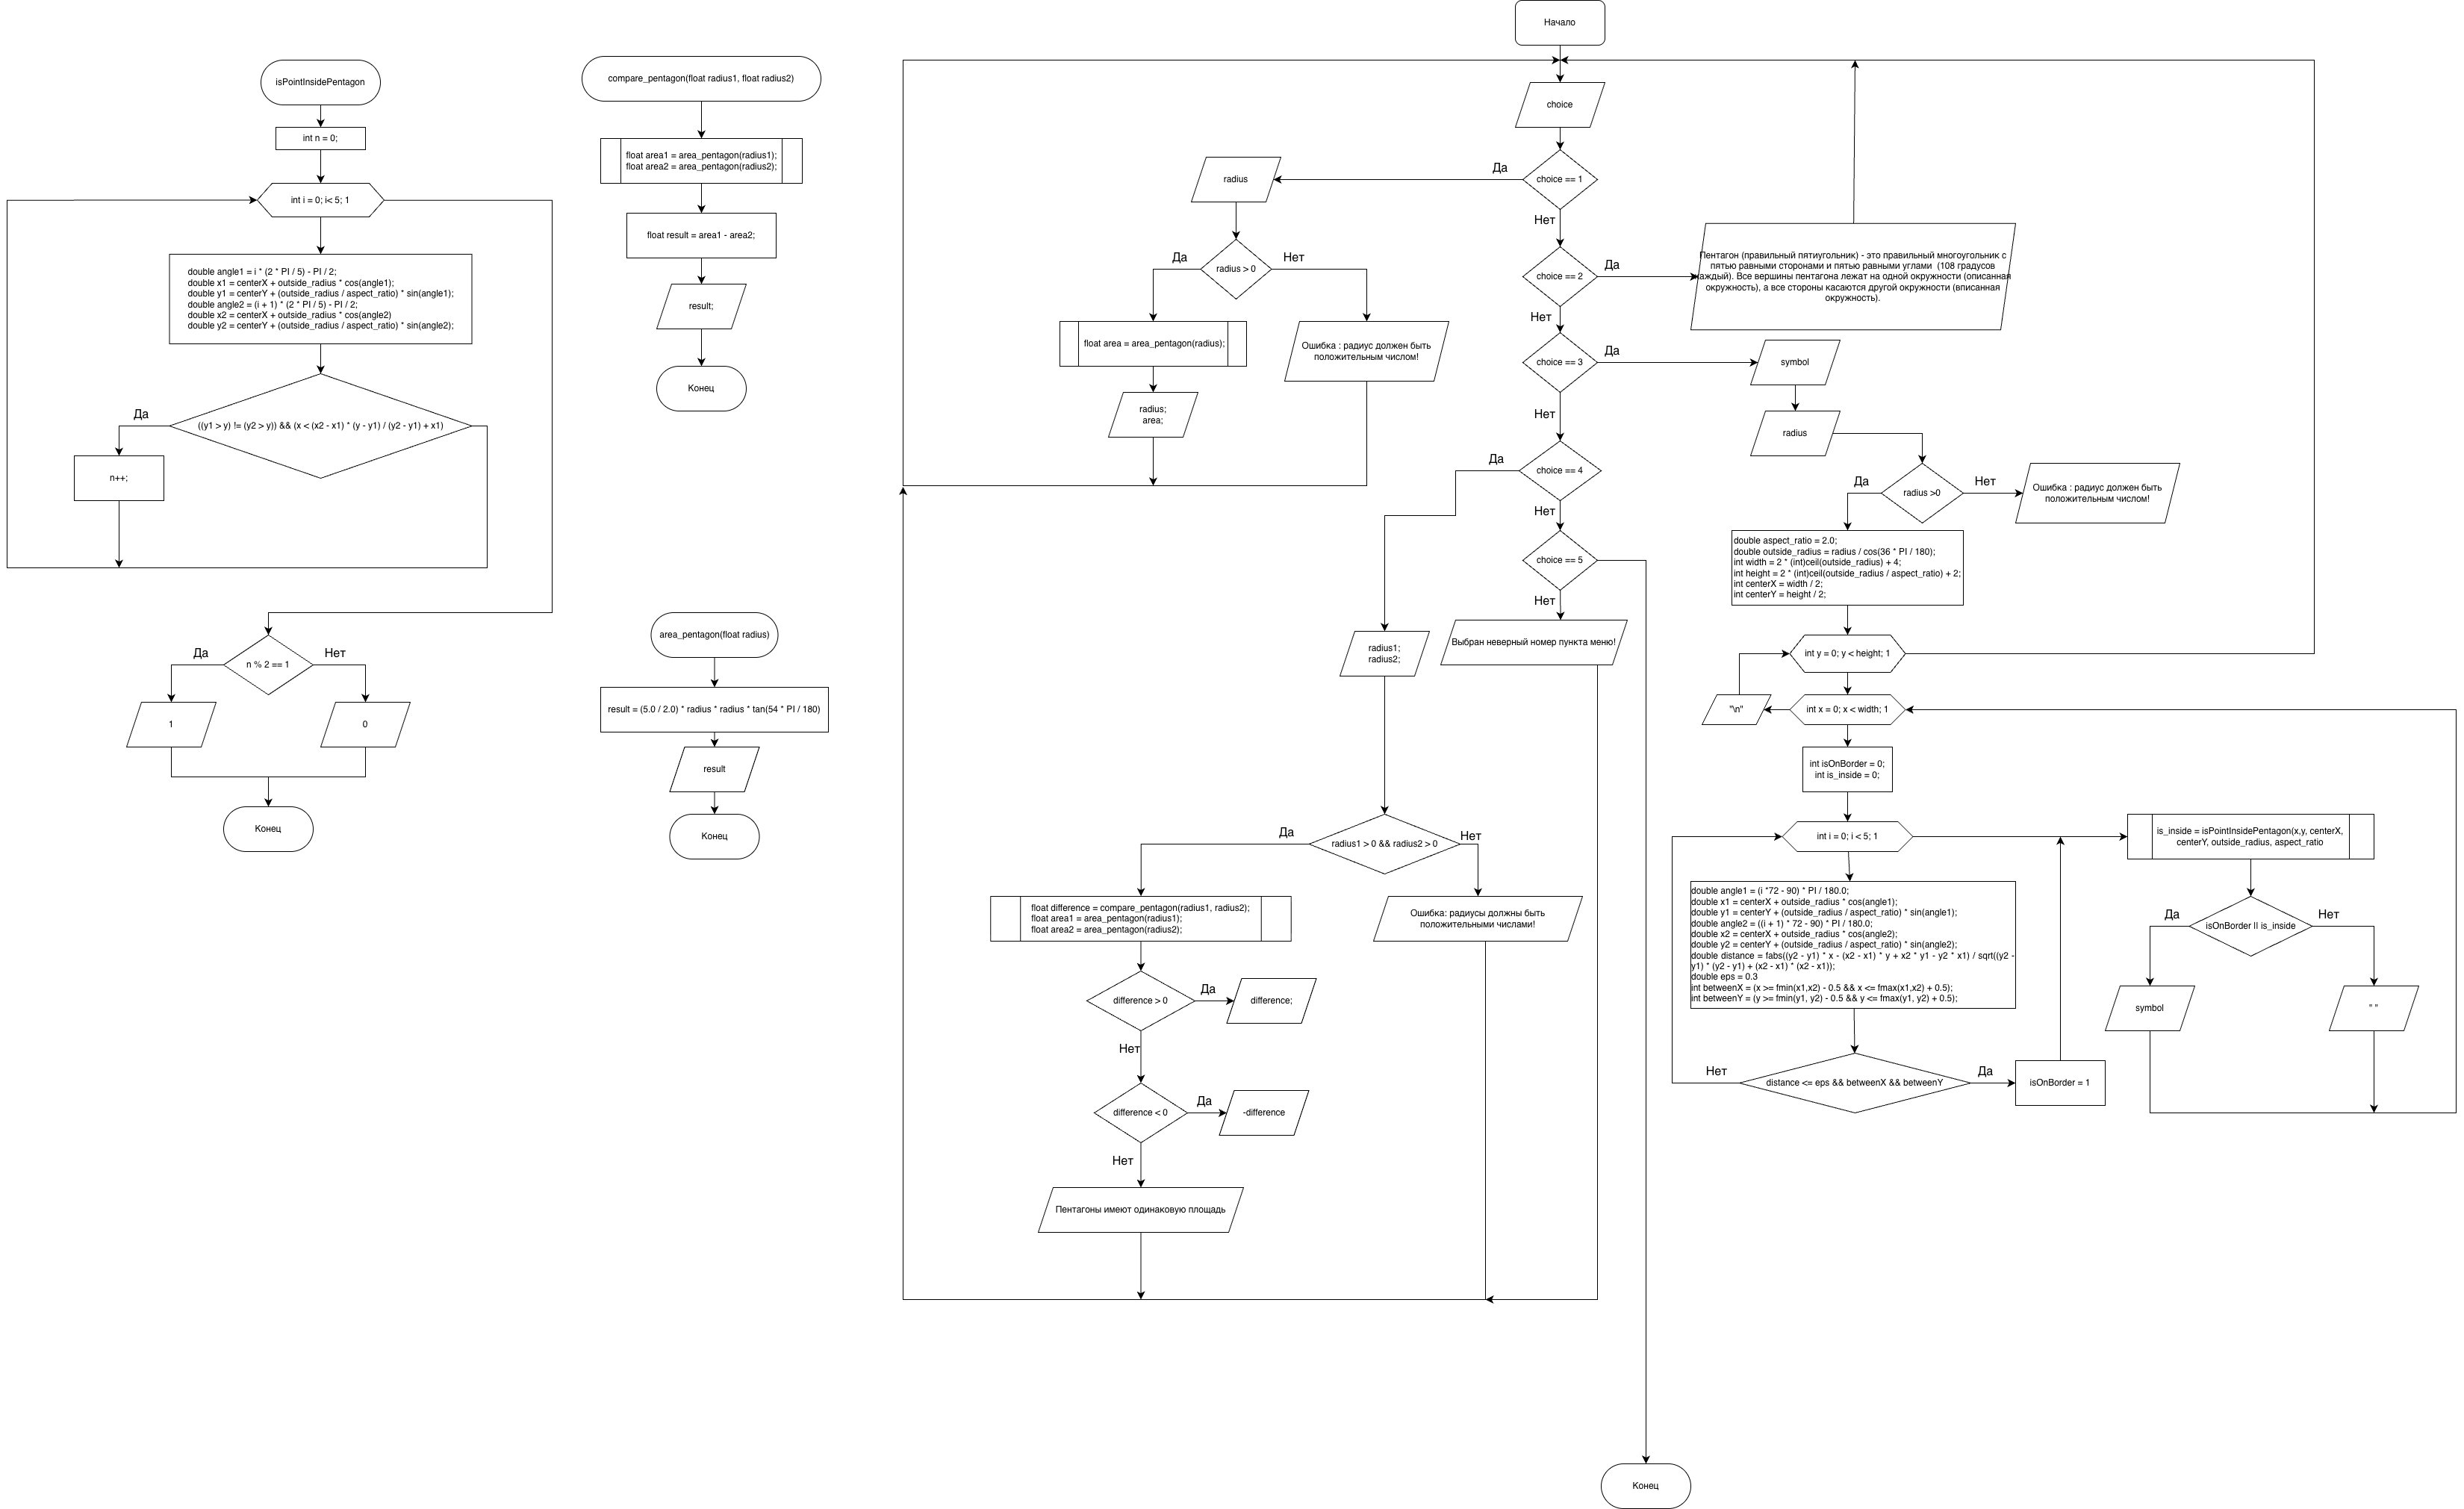 isPointInsidePentagon
int n = 0;
int i = 0; i< 5; 1
double angle1 = i * (2 * PI / 5) - PI / 2;
double x1 = centerX + outside_radius * cos(angle1);
double y1 = centerY + (outside_radius / aspect_ratio) * sin(angle1);
double angle2 = (i + 1) * (2 * PI / 5) - PI / 2;
double x2 = centerX + outside_radius * cos(angle2)
double y2 = centerY + (outside_radius / aspect_ratio) * sin(angle2);
((y1 > y) != (y2 > y)) && (x < (x2 - x1) * (y - y1) / (y2 - y1) + x1)
Да
n++;
n % 2 == 1
Да
Нет
1
0
Конец
compare_pentagon(float radius1, float radius2)
float area1 = area_pentagon(radius1);
float area2 = area_pentagon(radius2);
float result = area1 - area2;
result;
Конец
area_pentagon(float radius)
result = (5.0 / 2.0) * radius * radius * tan(54 * PI / 180)
result
Конец
Начало
choice
choice == 1
Да
Нет
radius
radius > 0
Да
Нет
float area = area_pentagon(radius);
radius;
area;
Ошибка : радиус должен быть
положительным числом!
choice == 2
Да
Нет
Пентагон (правильный пятиугольник) - это правильный многоугольник с
пятью равными сторонами и пятью равными углами (108 градусов
каждый). Все вершины пентагона лежат на одной окружности (описанная
окружность), а все стороны касаются другой окружности (вписанная
окружность).
choice == 3
Да
Нет
symbol
radius
radius >0
Да
Нет
Ошибка : радиус должен быть
положительным числом!
double aspect_ratio = 2.0;
double outside_radius = radius / cos(36 * PI / 180);
int width = 2 * (int)ceil(outside_radius) + 4;
int height = 2 * (int)ceil(outside_radius / aspect_ratio) + 2;
int centerX = width / 2;
int centerY = height / 2;
int y = 0; y < height; 1
"\n"
int x = 0; x < width; 1
int isOnBorder = 0;
int is_inside = 0;
int i = 0; i < 5; 1
double angle1 = (i *72 - 90) * PI / 180.0;
double x1 = centerX + outside_radius * cos(angle1);
double y1 = centerY + (outside_radius / aspect_ratio) * sin(angle1);
double angle2 = ((i + 1) * 72 - 90) * PI / 180.0;
double x2 = centerX + outside_radius * cos(angle2);
double y2 = centerY + (outside_radius / aspect_ratio) * sin(angle2);
double distance = fabs((y2 - y1) * x - (x2 - x1) * y + x2 * y1 - y2 * x1) / sqrt((y2 -
y1) * (y2 - y1) + (x2 - x1) * (x2 - x1));
double eps = 0.3
int betweenX = (x >= fmin(x1,x2) - 0.5 && x <= fmax(x1,x2) + 0.5);
int betweenY = (y >= fmin(y1, y2) - 0.5 && y <= fmax(y1, y2) + 0.5);
distance <= eps && betweenX && betweenY
Нет
Да
isOnBorder = 1
is_inside = isPointInsidePentagon(x,y, centerX,
centerY, outside_radius, aspect_ratio
isOnBorder || is_inside
Да
Нет
symbol
" "
choice == 4
Да
Нет
radius1;
radius2;
radius1 > 0 && radius2 > 0
Да
Нет
float difference = compare_pentagon(radius1, radius2);
float area1 = area_pentagon(radius1);
float area2 = area_pentagon(radius2);
Ошибка: радиусы должны быть
положительными числами!
difference > 0
Да
difference;
Нет
difference < 0
Да
-difference
Нет
Пентагоны имеют одинаковую площадь
choice == 5
Нет
Выбран неверный номер пункта меню!
Конец